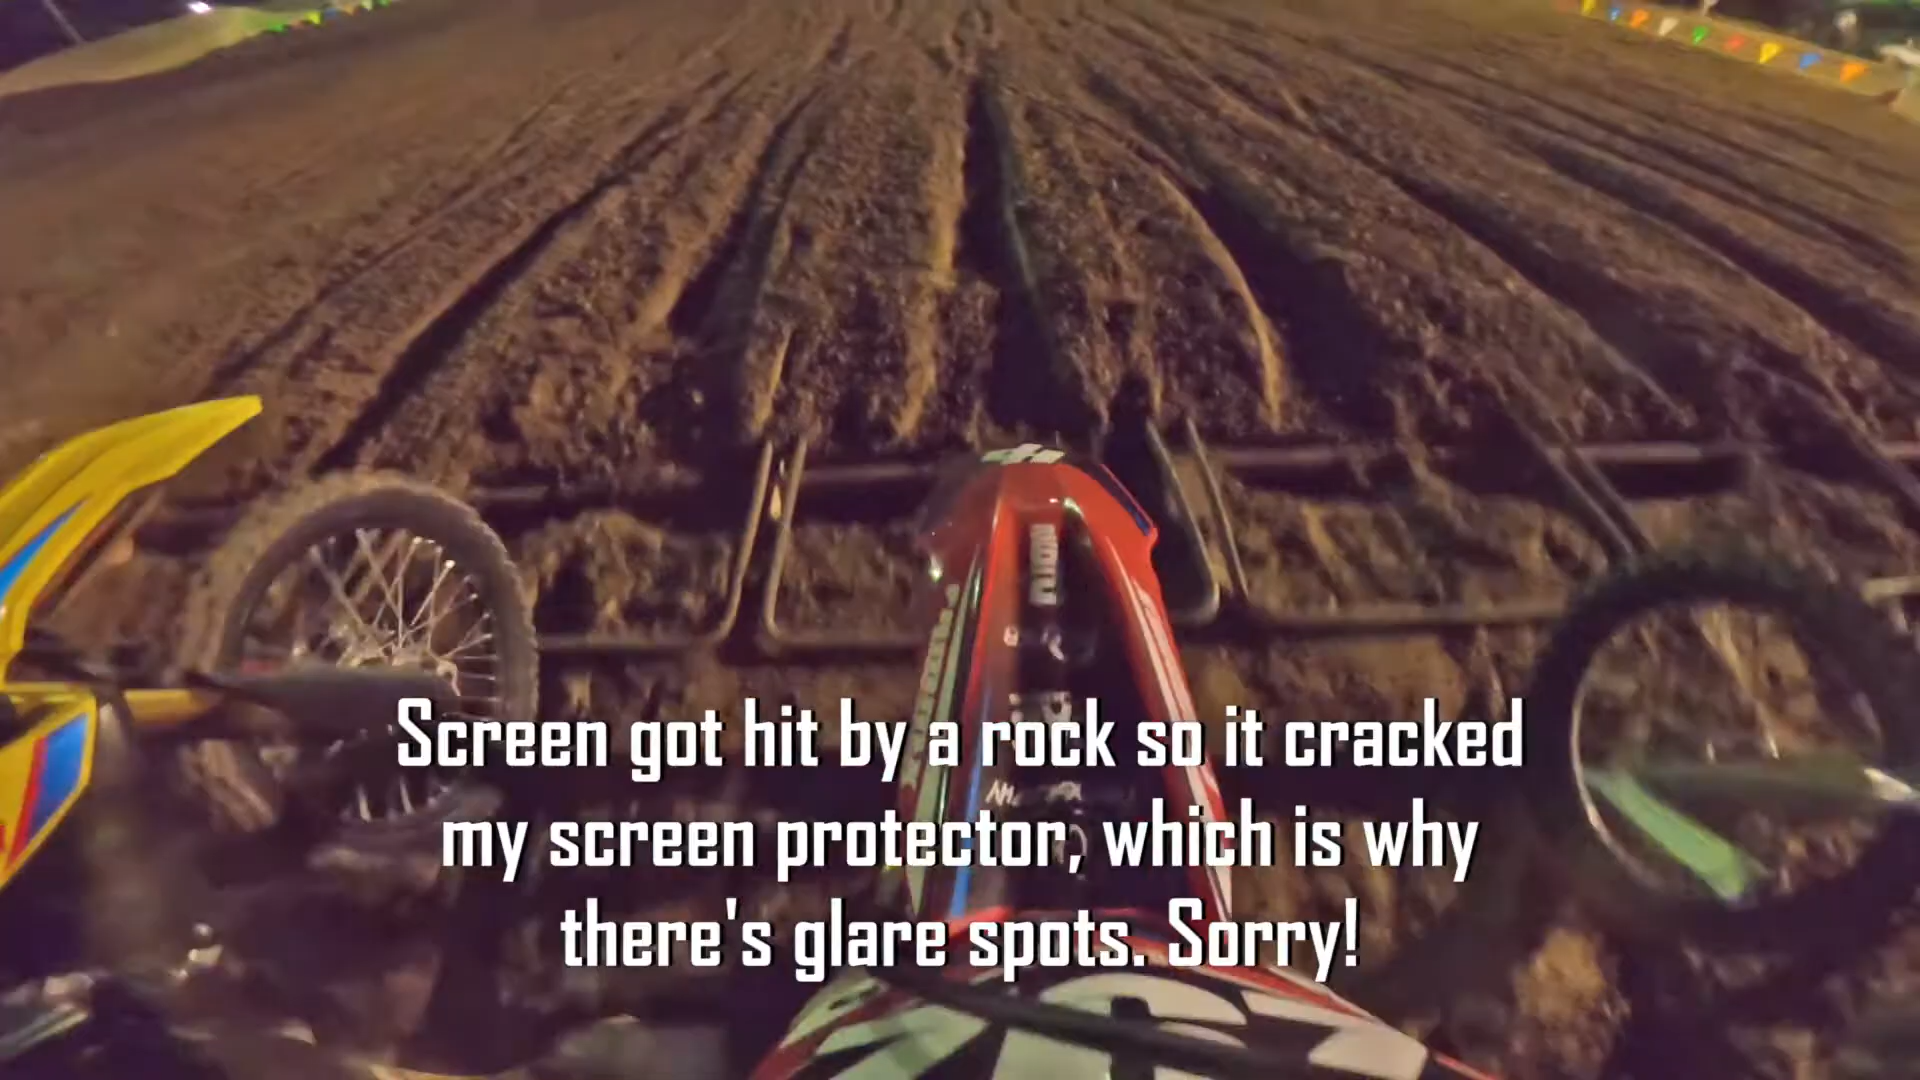 Screen got hit by a rock so it cracked
my screen protector, which is why
there's glare spots. Sorry!